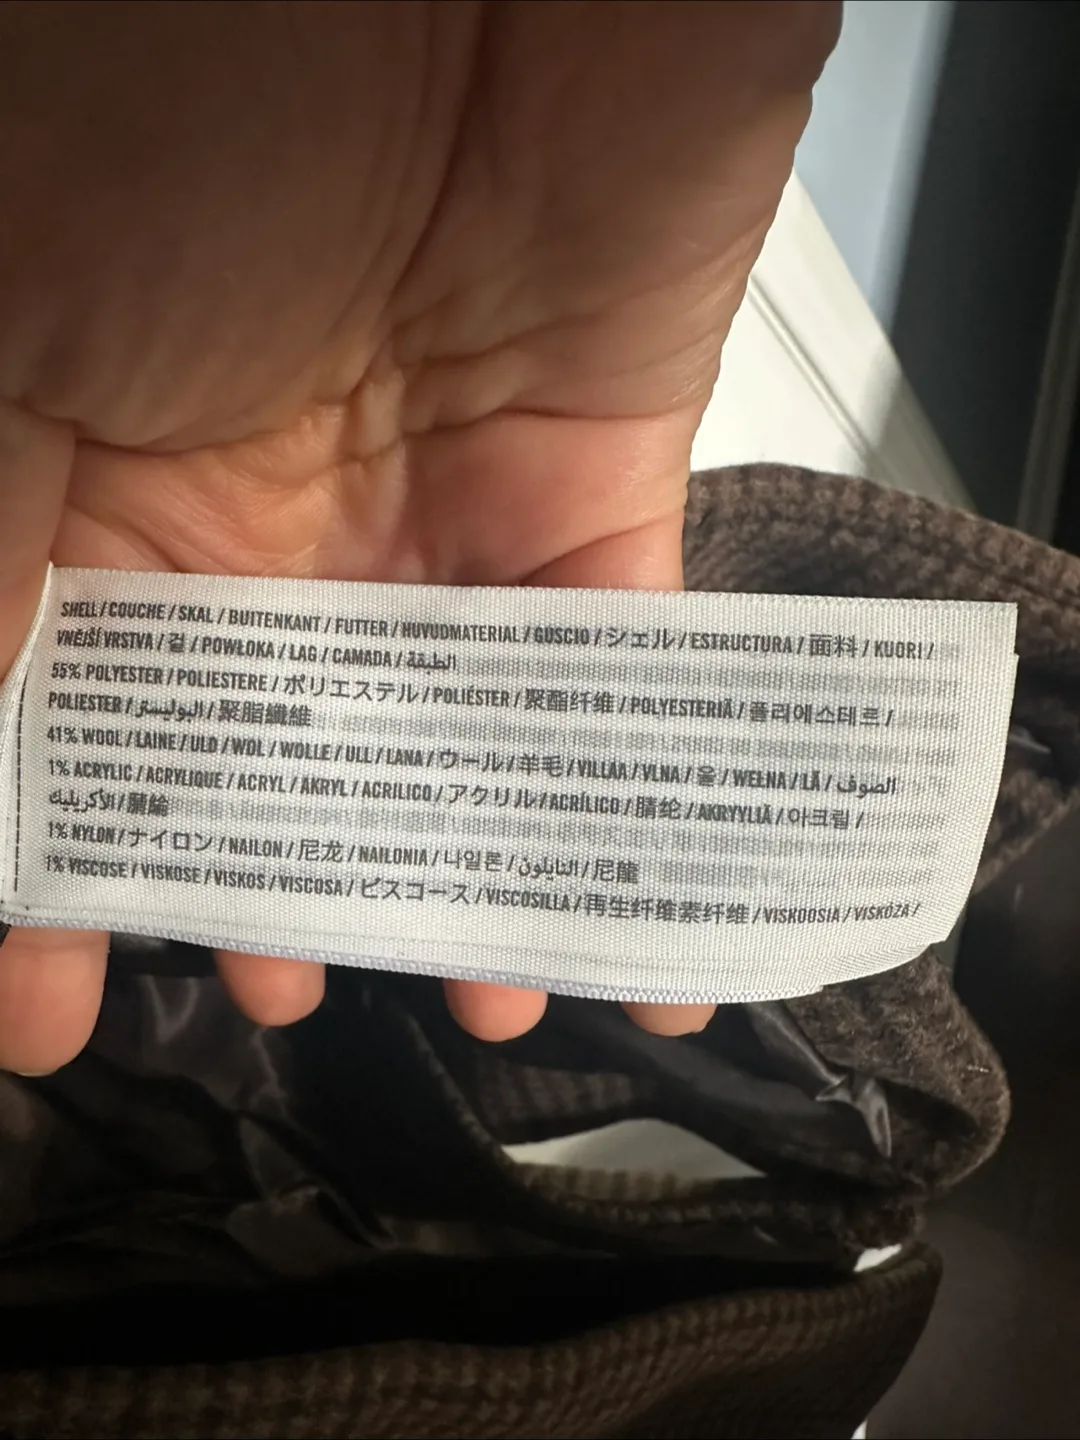 SHELL / COUCHE / SKAL / BUITENKANT / FUTTER / HUVUDMATERIAL / GUSCIO / シェル / ESTRUCTURA / 面料 / KUORI /
VNĚJŠÍ VRSTVA / 겉 / POWŁOKA / LAG / CAMADA / الطبقة
55% POLYESTER / POLIESTERE / ポリエステル / POLIÉSTER / 聚酯纤维 / POLYESTERIÄ / 폴리에스테르 /
POLIESTER / البوليستر / 聚脂纖維
41% WOOL / LAINE / ULD / WOL / WOLLE / ULL / LANA / ウール / 羊毛 / VILLAA / VLNA / 울 / WEŁNA / LÃ / الصوف
1% ACRYLIC / ACRYLIQUE / ACRYL / AKRYL / ACRILICO / アクリル / ACRÍLICO / 腈纶 / AKRYYLIÄ / 아크릴 /
الأكريليك / 腈綸
1% NYLON / ナイロン / NAILON / 尼龙 / NAILONIA / 나일론 / النايلون / 尼龍
1% VISCOSE / VISKOSE / VISKOS / VISCOSA / ビスコース / VISCOSILLA / 再生纤维素纤维 / VISKOOSIA / VISKÓZA /